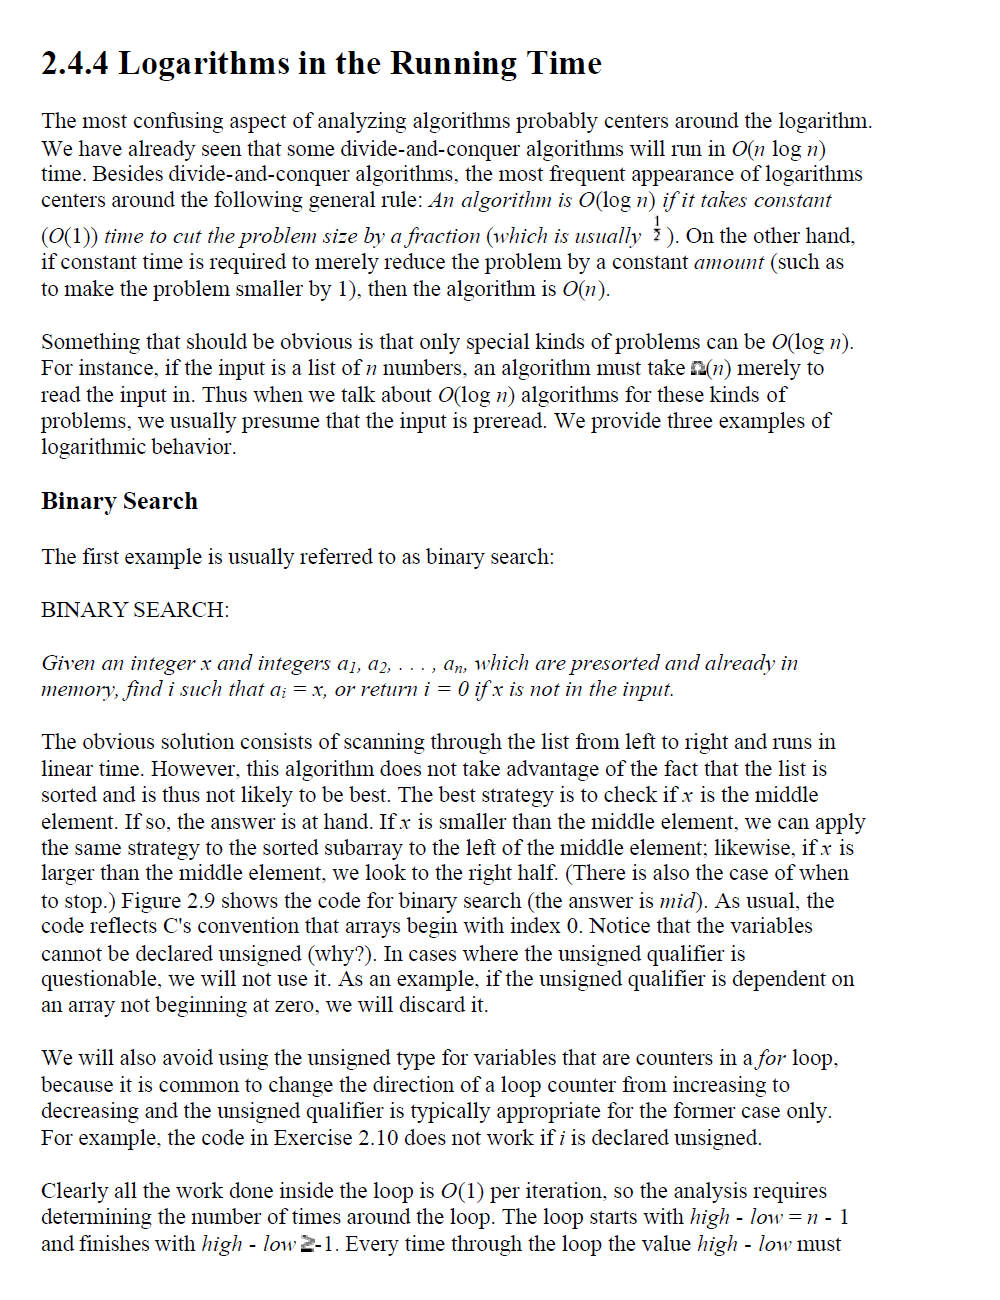 2.4.4 Logarithms in the Running Time
The most confusing aspect of analyzing algorithms probably centers around the logarithm.
We have already seen that some divide-and-conquer algorithms will run in O(n log n)
time. Besides divide-and-conquer algorithms, the most frequent appearance of logarithms
centers around the following general rule: An algorithm is O(log n) if it takes constant
(O(1)) time to cut the problem size by a fraction (which is usually 1/2 ). On the other hand,
if constant time is required to merely reduce the problem by a constant amount (such as
to make the problem smaller by 1), then the algorithm is O(n).
Something that should be obvious is that only special kinds of problems can be O(log n).
For instance, if the input is a list of n numbers, an algorithm must take Ω(n) merely to
read the input in. Thus when we talk about O(log n) algorithms for these kinds of
problems, we usually presume that the input is preread. We provide three examples of
logarithmic behavior.
Binary Search
The first example is usually referred to as binary search:
BINARY SEARCH:
Given an integer x and integers a1, a2, . . . , an, which are presorted and already in
memory, find i such that ai = x, or return i = 0 if x is not in the input.
The obvious solution consists of scanning through the list from left to right and runs in
linear time. However, this algorithm does not take advantage of the fact that the list is
sorted and is thus not likely to be best. The best strategy is to check if x is the middle
element. If so, the answer is at hand. If x is smaller than the middle element, we can apply
the same strategy to the sorted subarray to the left of the middle element; likewise, if x is
larger than the middle element, we look to the right half. (There is also the case of when
to stop.) Figure 2.9 shows the code for binary search (the answer is mid). As usual, the
code reflects C's convention that arrays begin with index 0. Notice that the variables
cannot be declared unsigned (why?). In cases where the unsigned qualifier is
questionable, we will not use it. As an example, if the unsigned qualifier is dependent on
an array not beginning at zero, we will discard it.
We will also avoid using the unsigned type for variables that are counters in a for loop,
because it is common to change the direction of a loop counter from increasing to
decreasing and the unsigned qualifier is typically appropriate for the former case only.
For example, the code in Exercise 2.10 does not work if i is declared unsigned.
Clearly all the work done inside the loop is O(1) per iteration, so the analysis requires
determining the number of times around the loop. The loop starts with high - low = n - 1
and finishes with high - low ≥-1. Every time through the loop the value high - low must